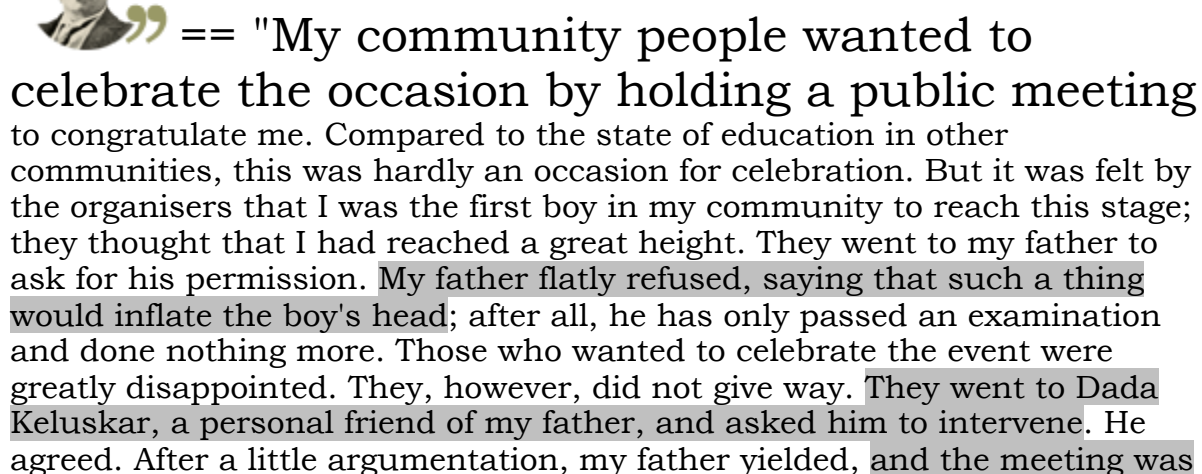 ” == "My community people wanted to
celebrate the occasion by holding a public meeting
to congratulate me. Compared to the state of education in other
communities, this was hardly an occasion for celebration. But it was felt by
the organisers that I was the first boy in my community to reach this stage;
they thought that I had reached a great height. They went to my father to
ask for his permission. My father flatly refused, saying that such a thing
would inflate the boy's head; after all, he has only passed an examination
and done nothing more. Those who wanted to celebrate the event were
greatly disappointed. They, however, did not give way. They went to Dada
Keluskar, a personal friend of my father, and asked him to intervene. He
agreed. After a little argumentation, my father yielded, and the meeting was